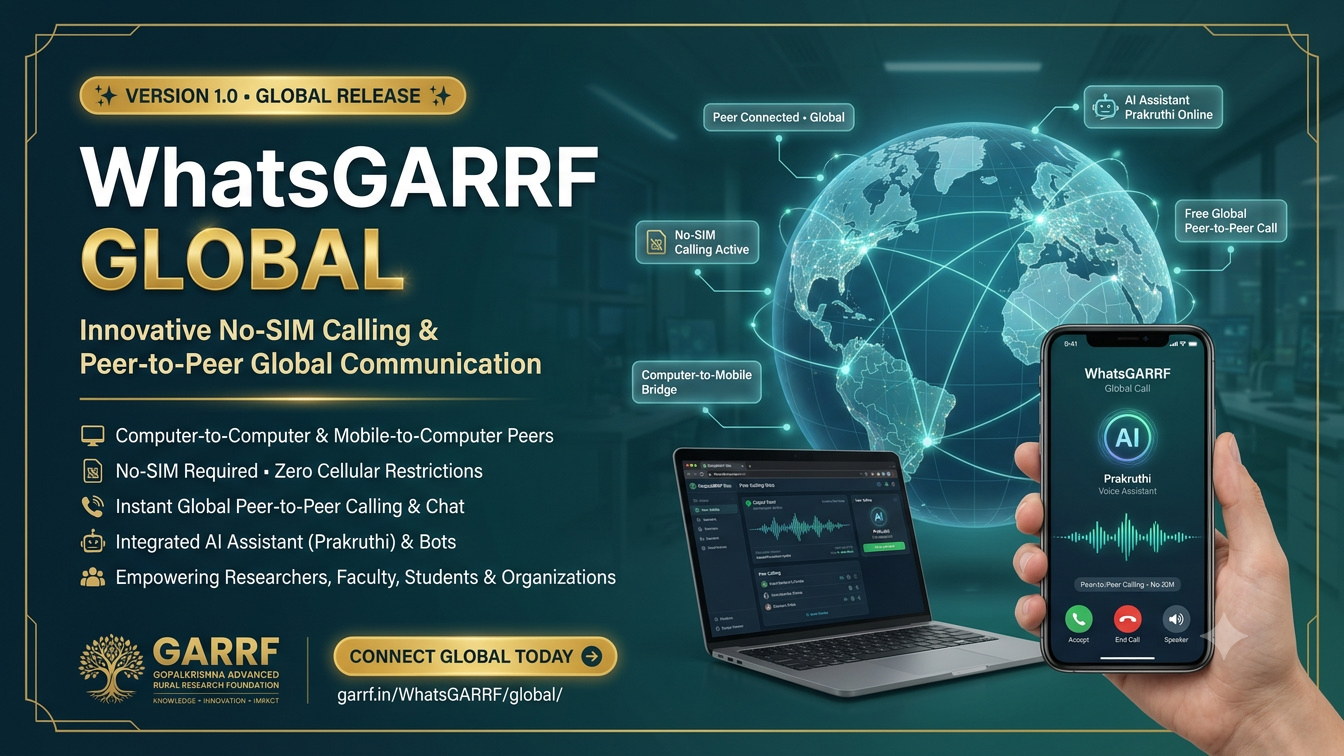 VERSION 1.0 • GLOBAL RELEASE
WhatsGARRF
GLOBAL
Innovative No-SIM Calling &
Peer-to-Peer Global Communication
Computer-to-Computer & Mobile-to-Computer Peers
No-SIM Required • Zero Cellular Restrictions
Instant Global Peer-to-Peer Calling & Chat
Integrated AI Assistant (Prakruthi) & Bots
Empowering Researchers, Faculty, Students & Organizations
GARRF
GOPALKRISHNA ADVANCED
RURAL RESEARCH FOUNDATION
KNOWLEDGE • INNOVATION •
CONNECT GLOBAL TODAY
garrf.in/WhatsGARRF/global/
Peer Connected • Global
AI Assistant
Prakruthi Online
No-SIM
Calling Active
Free Global
Peer-to-Peer Call
Computer-to-Mobile
Bridge
Peer Calling
WhatsGARRF
Global Call
AI
Prakruthi
Voice Assistant
Calling
Accept
End Call
Speaker